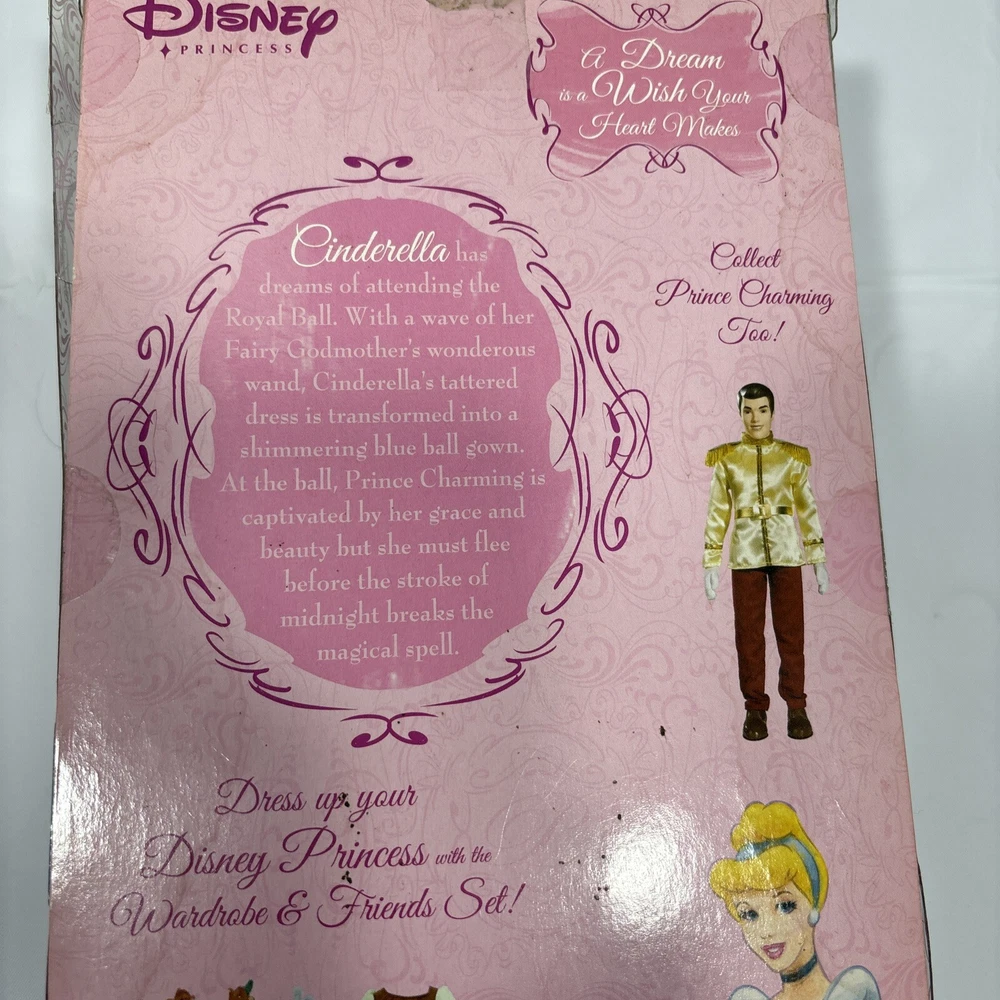 Disney
PRINCESS
A Dream
is a Wish Your
Heart Makes
Cinderella has
dreams of attending the
Royal Ball. With a wave of her
Fairy Godmother's wonderous
wand, Cinderella's tattered
dress is transformed into a
shimmering blue ball gown.
At the ball, Prince Charming is
captivated by her grace and
beauty but she must flee
before the stroke of
midnight breaks the
magical spell.
Collect
Prince Charming
Too!
Dress up your
Disney Princess with the
Wardrobe & Friends Set!